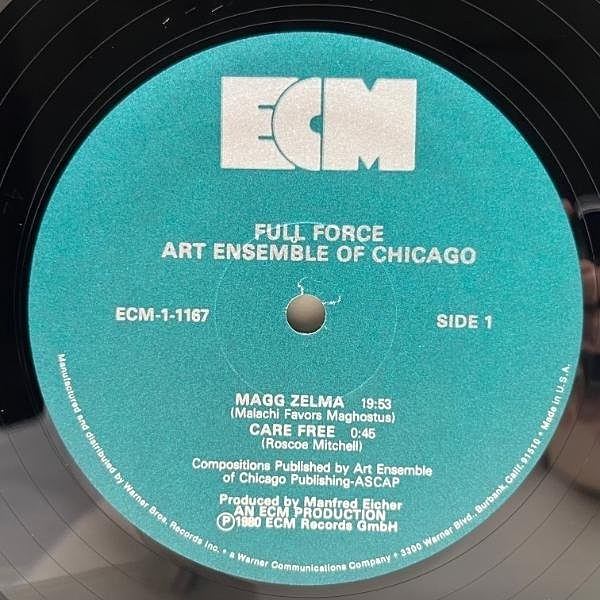 ECM
FULL FORCE
ART ENSEMBLE OF CHICAGO
ECM-1-1167
SIDE 1
MAGG ZELMA 19:53
(Malachi Favors Maghostus)
CARE FREE 0:45
(Roscoe Mitchell)
Compositions Published by Art Ensemble
of Chicago Publishing-ASCAP
Produced by Manfred Eicher
AN ECM PRODUCTION
Ⓟ1980 ECM Records GmbH
Manufactured and distributed by Warner Bros. Records Inc. • a Warner Communications Company • 3300 Warner Blvd., Burbank, Calif. 91510 • Made in U.S.A.